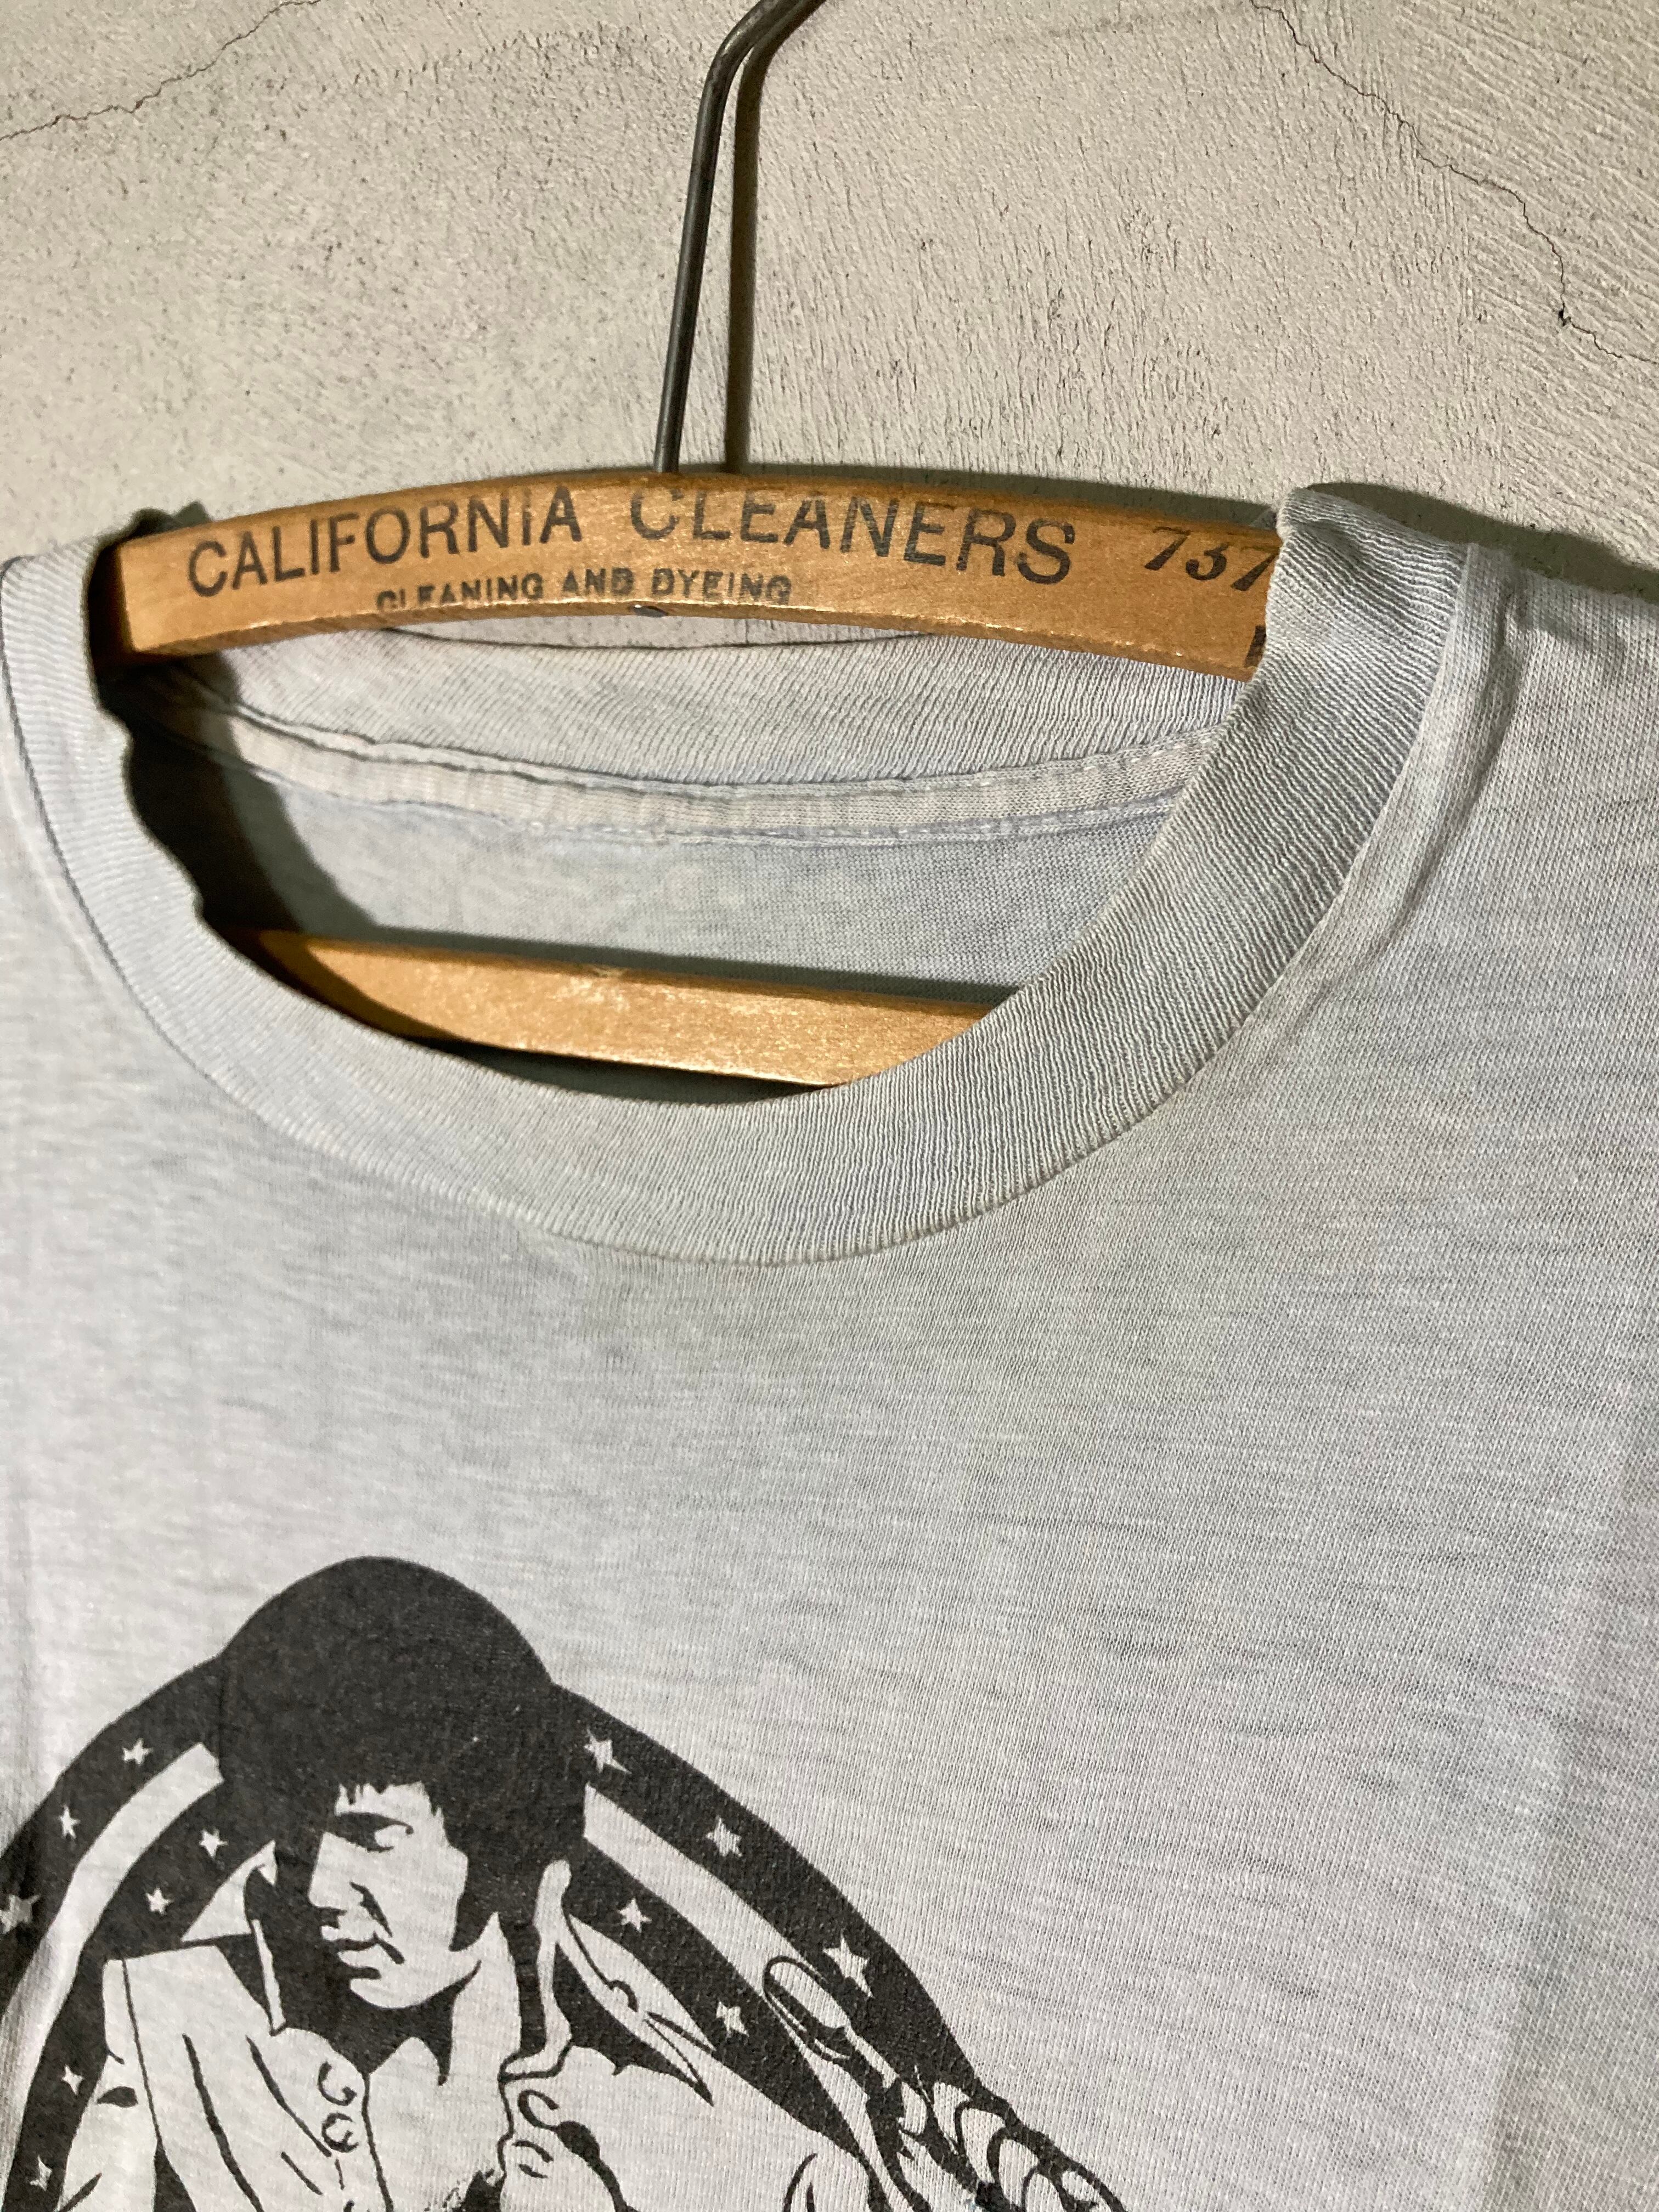 CALIFORNIA CLEANERS 737
CLEANING AND DYEING